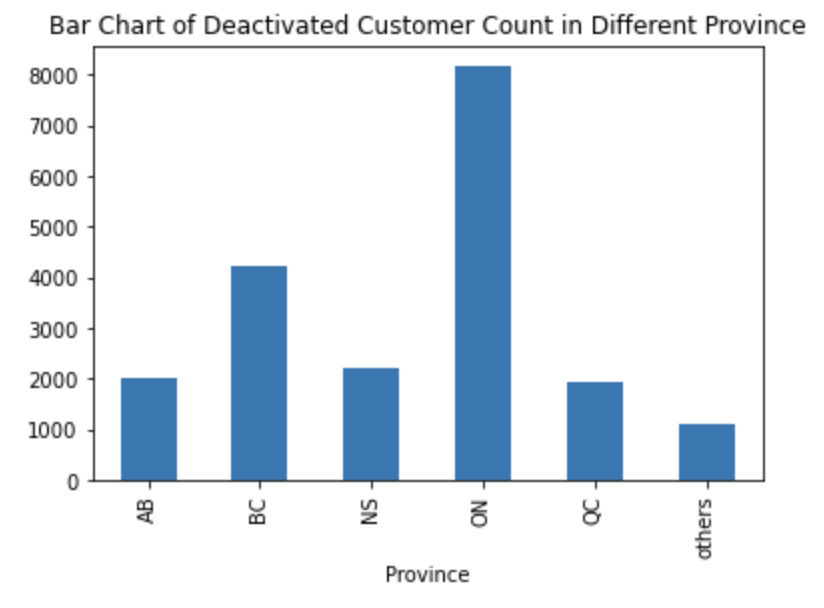 Bar Chart of Deactivated Customer Count in Different Province
8000
7000
6000
5000
4000
3000
2000
1000
0
AB
BC
NS
ON
QC
others
Province